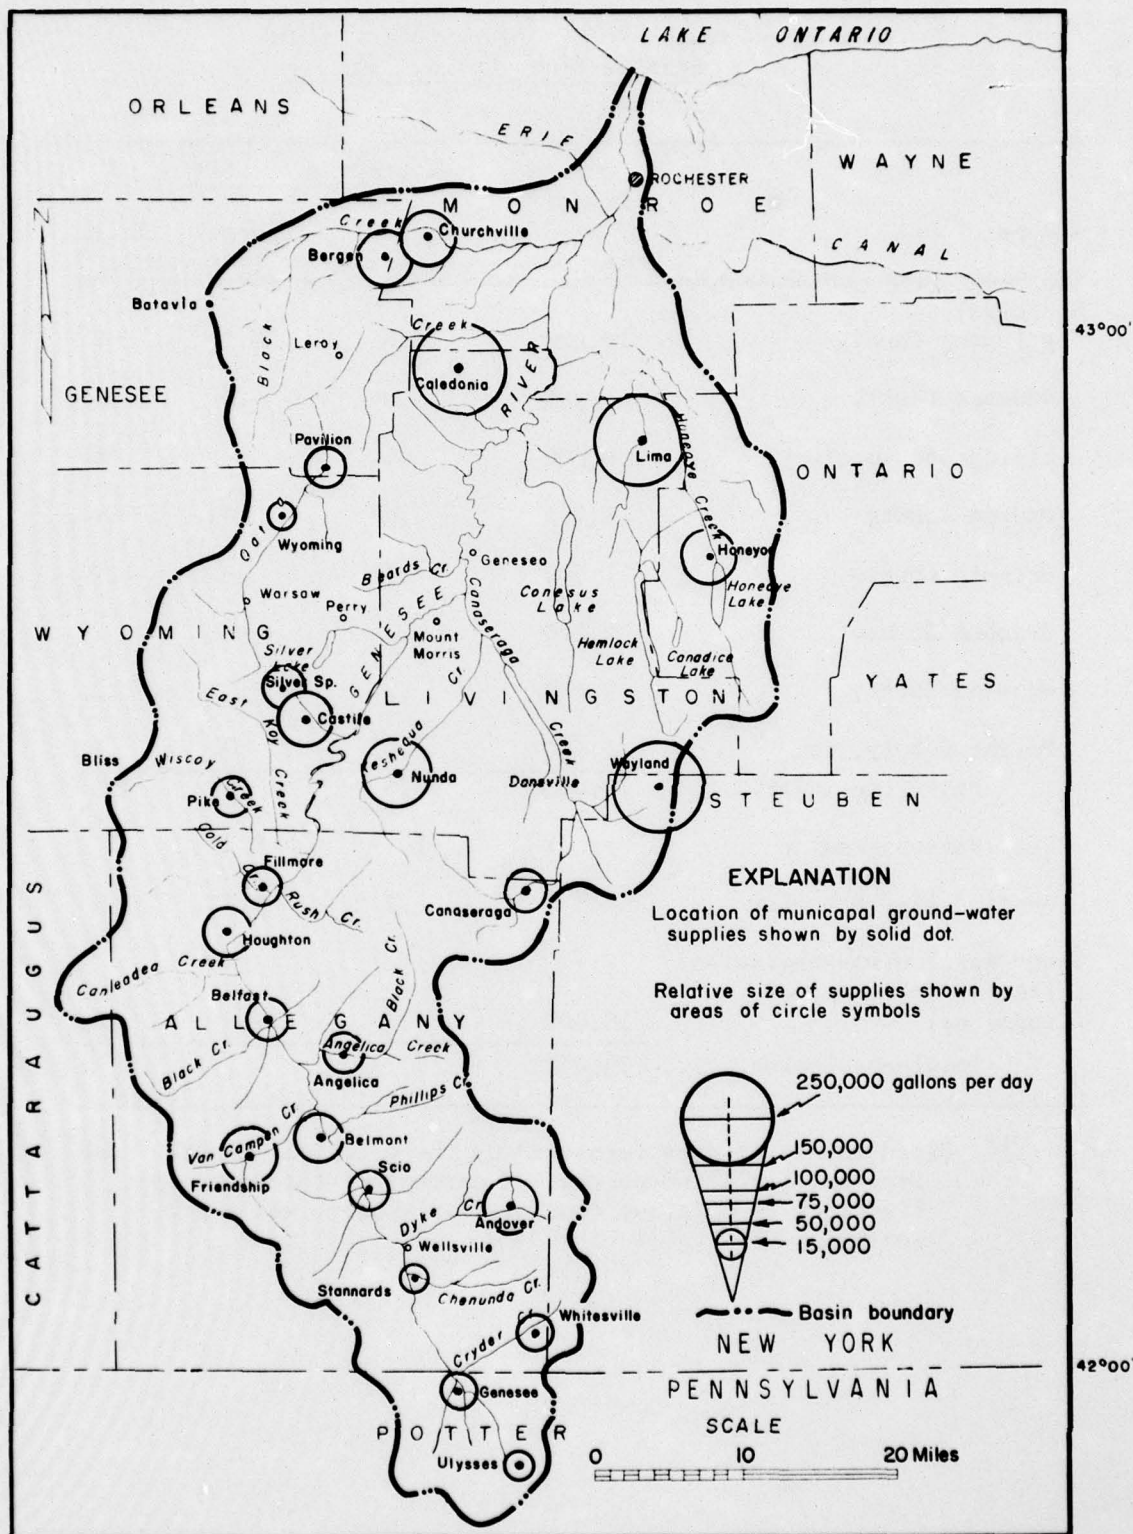 LAKE ONTARIO
ORLEANS
ERIE
WAYNE
ROCHESTER
MONROE
N
Creek
Churchville
CANAL
Bergen
Batavia
43°00'
Creek
Leroy
Black
RIVER
Caledonia
GENESEE
Honeoye
Pavilion
Lima
ONTARIO
Creek
Oat
Wyoming
Honeoye
Geneseo
Beards Cr.
Conesus
Lake
Honeoye
Lake
Warsaw
Perry
GENESEE
Canaseraga
WYOMING
Mount
Morris
Silver
Lake
Hemlock
Lake
Canadice
Lake
Silver Sp.
YATES
East
LIVINGSTON
Cr.
Castile
Koy
Creek
Keshequa
Bliss
Wiscoy
Creek
Wayland
Nunda
Dansville
Pike
Creek
STEUBEN
Cold
Cr.
Fillmore
EXPLANATION
Rush Cr.
Canaseraga
Location of municapal ground-water
supplies shown by solid dot.
Houghton
Canleadea Creek
Black Cr.
CATTARAUGUS
Belfast
Relative size of supplies shown by
areas of circle symbols
ALLEGANY
Black Cr.
Angelica Creek
Angelica
250,000 gallons per day
Phillips Cr.
Van Campen Cr.
Belmont
150,000
Friendship
Scio
100,000
75,000
Dyke Cr.
Andover
50,000
Wellsville
15,000
Stannards
Chenunda Cr.
Whitesville
Basin boundary
Cryder Cr.
NEW YORK
42°00'
Genesee
PENNSYLVANIA
POTTER
SCALE
Ulysses
0 10 20 Miles